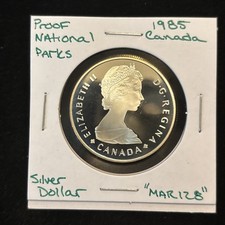 Proof 1985
National Canada
Parks
ELIZABETH II D·G·REGINA
CANADA
Silver
Dollar "MAR128"